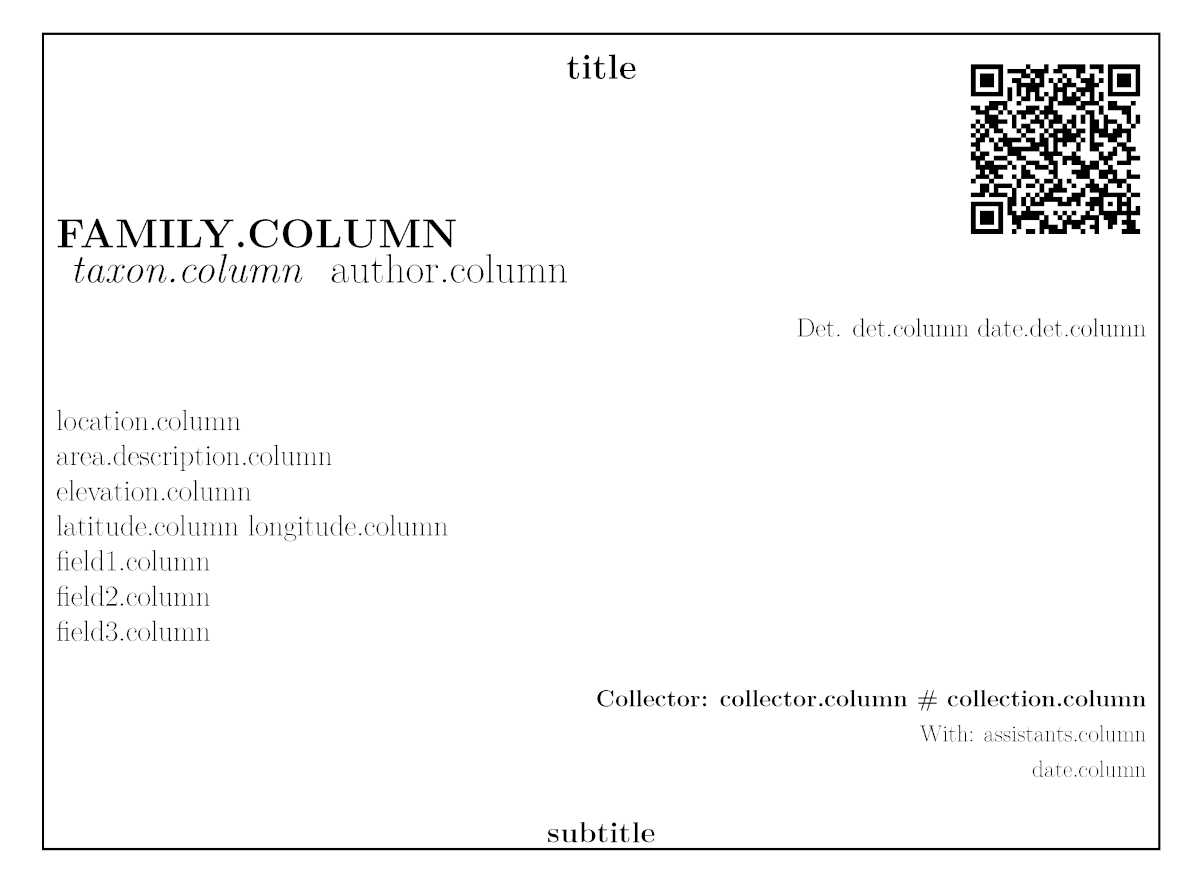 title
FAMILY.COLUMN
taxon.column author.column
Det. det.column date.det.column
location.column
area.description.column
elevation.column
latitude.column longitude.column
field1.column
field2.column
field3.column
Collector: collector.column # collection.column
With: assistants.column
date.column
subtitle